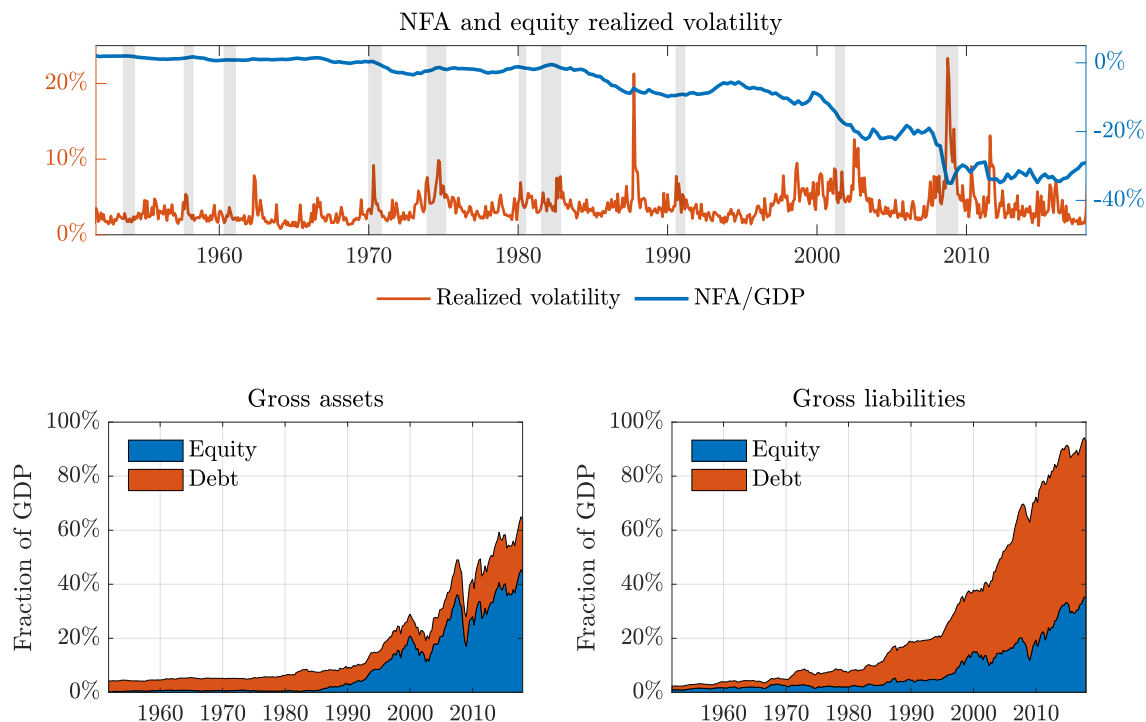 NFA and equity realized volatility
20%
10%
0%
0%
-20%
-40%
1960 1970 1980 1990 2000 2010
Realized volatility NFA/GDP
Gross assets
Fraction of GDP
100%
80%
60%
40%
20%
0%
Equity
Debt
1960 1970 1980 1990 2000 2010
Gross liabilities
Fraction of GDP
100%
80%
60%
40%
20%
0%
Equity
Debt
1960 1970 1980 1990 2000 2010